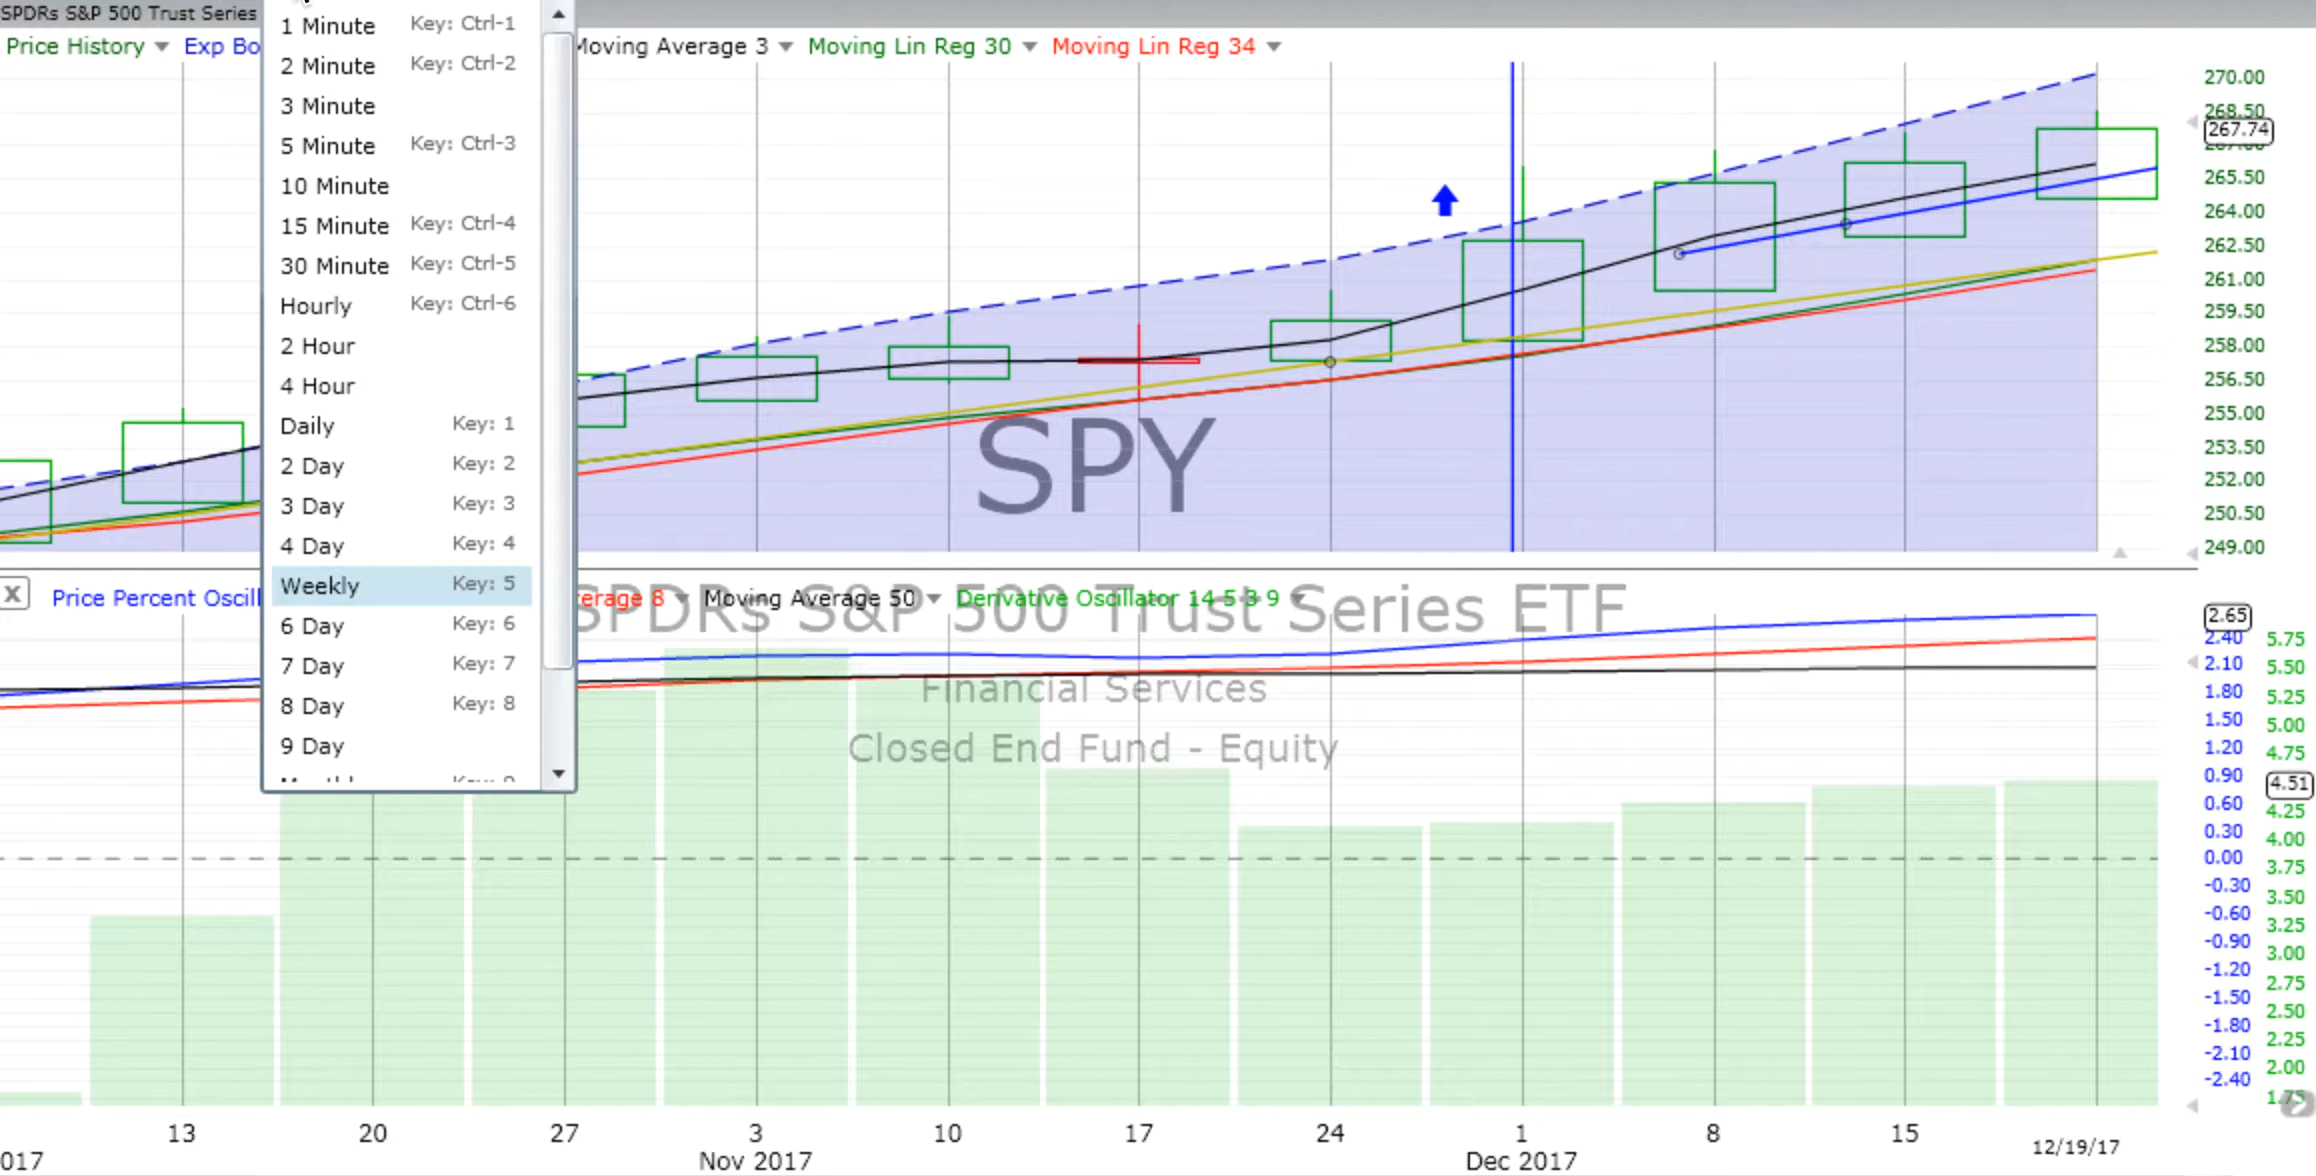 SPDRs S&P 500 Trust Series
Price History Exp Bo Moving Average 3 Moving Lin Reg 30 Moving Lin Reg 34
1 Minute Key: Ctrl-1
2 Minute Key: Ctrl-2
3 Minute
5 Minute Key: Ctrl-3
10 Minute
15 Minute Key: Ctrl-4
30 Minute Key: Ctrl-5
Hourly Key: Ctrl-6
2 Hour
4 Hour
Daily Key: 1
2 Day Key: 2
3 Day Key: 3
4 Day Key: 4
Weekly Key: 5
6 Day Key: 6
7 Day Key: 7
8 Day Key: 8
9 Day
270.00
268.50
267.74
267.00
265.50
264.00
262.50
261.00
259.50
258.00
256.50
255.00
253.50
252.00
250.50
249.00
SPY
SPDRs S&P 500 Trust Series ETF
Financial Services
Closed End Fund - Equity
X Price Percent Oscill erage 8 Moving Average 50 Derivative Oscillator 14 5 3 9
2.65
2.40 5.75
2.10 5.50
1.80 5.25
1.50 5.00
1.20 4.75
0.90 4.51
0.60 4.25
0.30 4.00
0.00 3.75
-0.30 3.50
-0.60 3.25
-0.90 3.00
-1.20 2.75
-1.50 2.50
-1.80 2.25
-2.10 2.00
-2.40 1.75
13 20 27 3 10 17 24 1 8 15 12/19/17
017 Nov 2017 Dec 2017